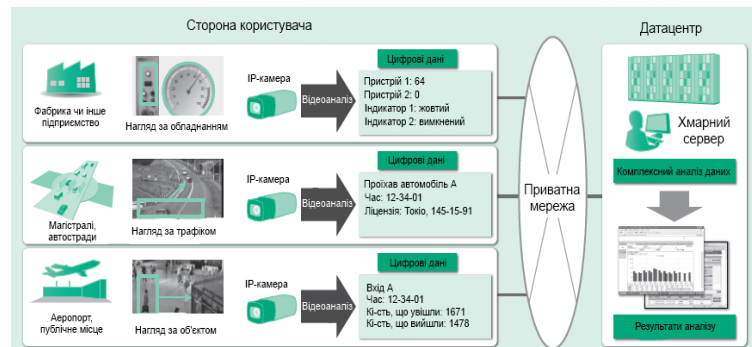 Сторона користувача
Датацентр
Фабрика чи інше
підприємство
Нагляд за обладнанням
IP-камера
Відеоаналіз
Цифрові дані
Пристрій 1: 64
Пристрій 2: 0
Індикатор 1: жовтий
Індикатор 2: вимкнений
Магістралі,
автостради
Нагляд за трафіком
IP-камера
Відеоаналіз
Цифрові дані
Проїхав автомобіль А
Час: 12-34-01
Ліцензія: Токіо, 145-15-91
Аеропорт,
публічне місце
Нагляд за об'єктом
IP-камера
Відеоаналіз
Цифрові дані
Вхід А
Час: 12-34-01
Кі-сть, що увішли: 1671
Кі-сть, що вийшли: 1478
Приватна
мережа
Хмарний
сервер
Комплексний аналіз даних
Результати аналізу